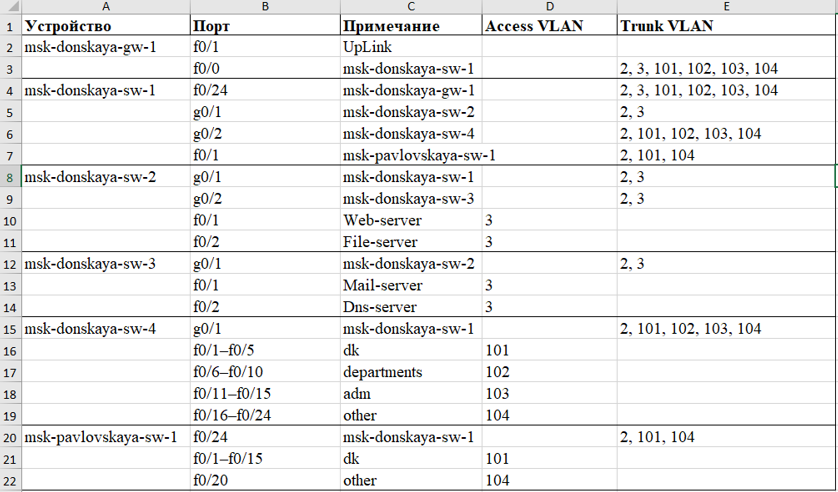 A B C D E
1 Устройство Порт Примечание Access VLAN Trunk VLAN
2 msk-donskaya-gw-1 f0/1 UpLink
3 f0/0 msk-donskaya-sw-1 2, 3, 101, 102, 103, 104
4 msk-donskaya-sw-1 f0/24 msk-donskaya-gw-1 2, 3, 101, 102, 103, 104
5 g0/1 msk-donskaya-sw-2 2, 3
6 g0/2 msk-donskaya-sw-4 2, 101, 102, 103, 104
7 f0/1 msk-pavlovskaya-sw-1 2, 101, 104
8 msk-donskaya-sw-2 g0/1 msk-donskaya-sw-1 2, 3
9 g0/2 msk-donskaya-sw-3 2, 3
10 f0/1 Web-server 3
11 f0/2 File-server 3
12 msk-donskaya-sw-3 g0/1 msk-donskaya-sw-2 2, 3
13 f0/1 Mail-server 3
14 f0/2 Dns-server 3
15 msk-donskaya-sw-4 g0/1 msk-donskaya-sw-1 2, 101, 102, 103, 104
16 f0/1–f0/5 dk 101
17 f0/6–f0/10 departments 102
18 f0/11–f0/15 adm 103
19 f0/16–f0/24 other 104
20 msk-pavlovskaya-sw-1 f0/24 msk-donskaya-sw-1 2, 101, 104
21 f0/1–f0/15 dk 101
22 f0/20 other 104